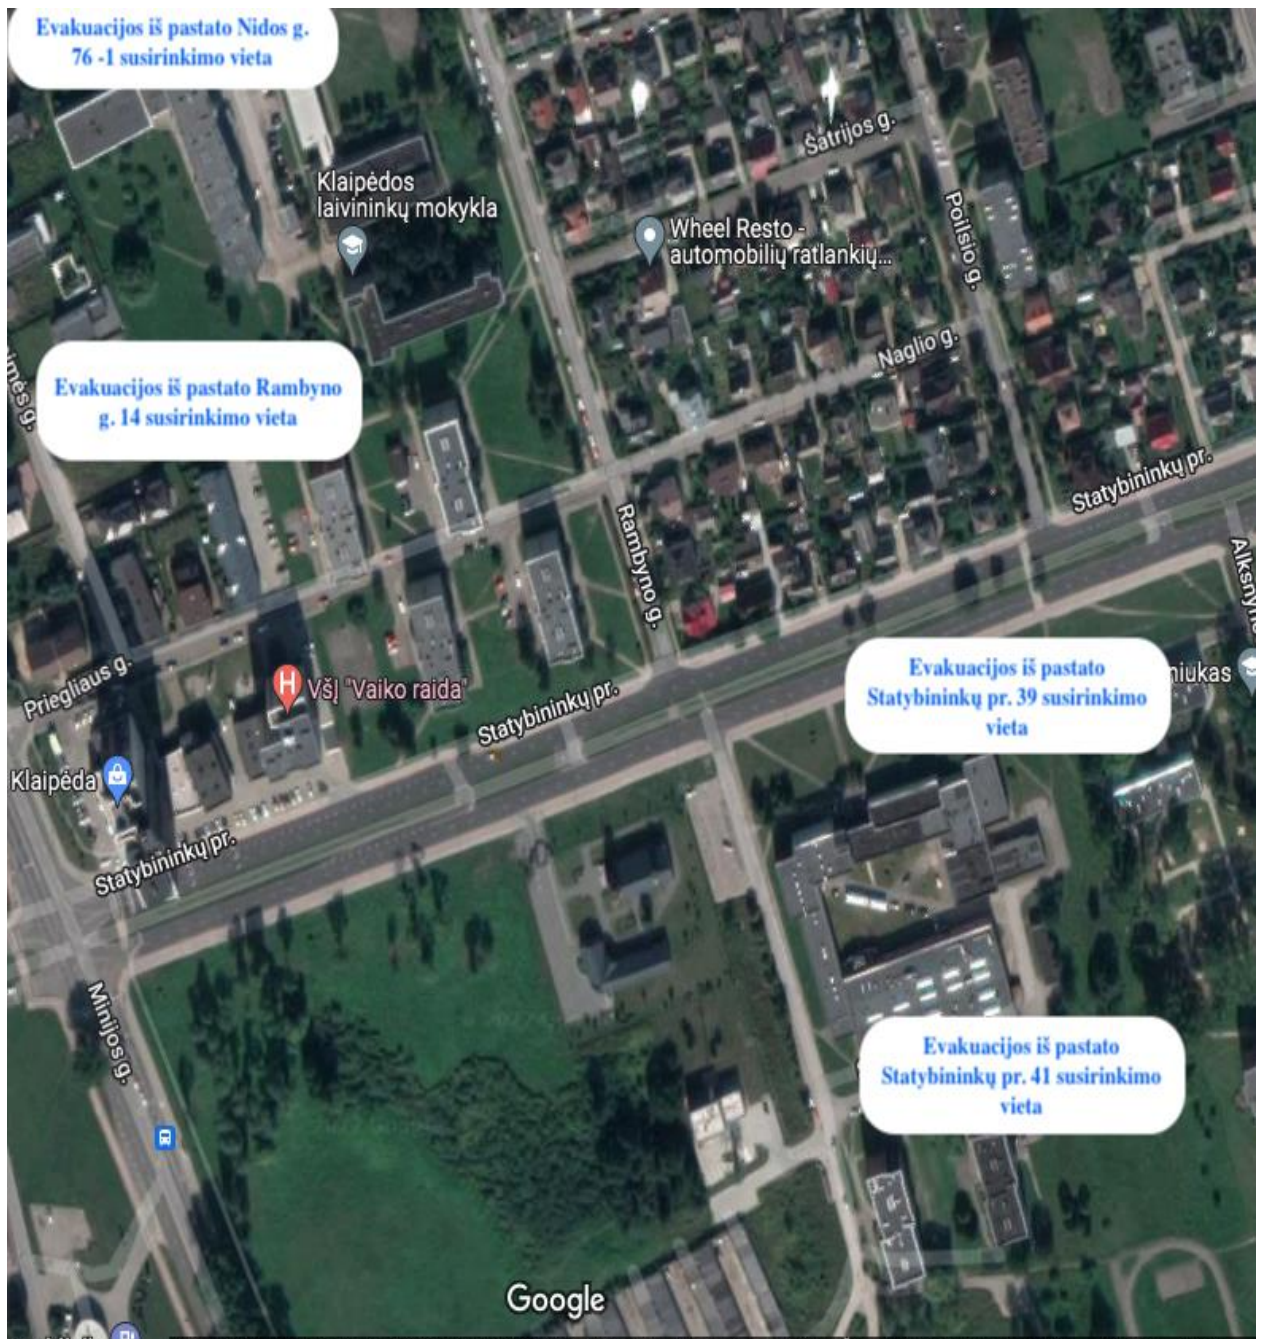 Evakuacijos iš pastato Nidos g.
76 -1 susirinkimo vieta
Šatrijos g.
Klaipėdos
laivininkų mokykla
Poilsio g.
Wheel Resto -
automobilių ratlankių...
Naglio g.
Evakuacijos iš pastato Rambyno
g. 14 susirinkimo vieta
Statybininkų pr.
Rambyno g.
Priegliaus g.
VšĮ "Vaiko raida"
Statybininkų pr.
Evakuacijos iš pastato
Statybininkų pr. 39 susirinkimo
vieta
Klaipėda
Statybininkų pr.
Minijos g.
Evakuacijos iš pastato
Statybininkų pr. 41 susirinkimo
vieta
Google